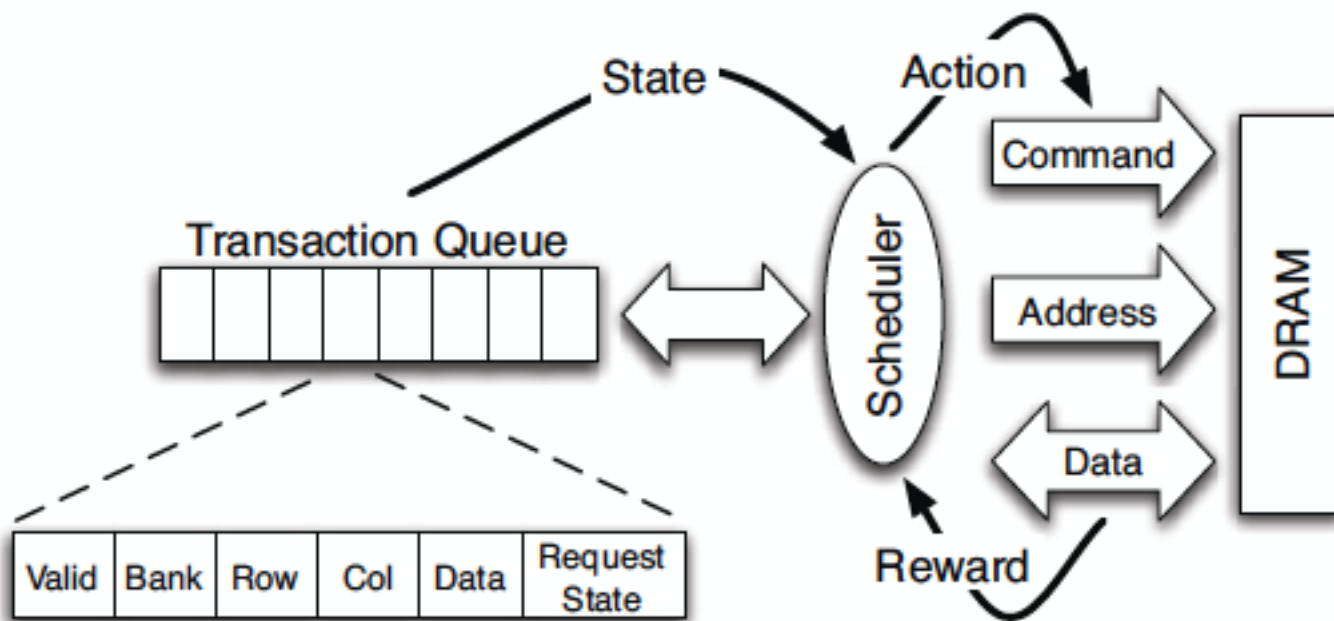 State
Action
Command
Transaction Queue
Scheduler
Address
DRAM
Data
Reward
Valid
Bank
Row
Col
Data
Request
State